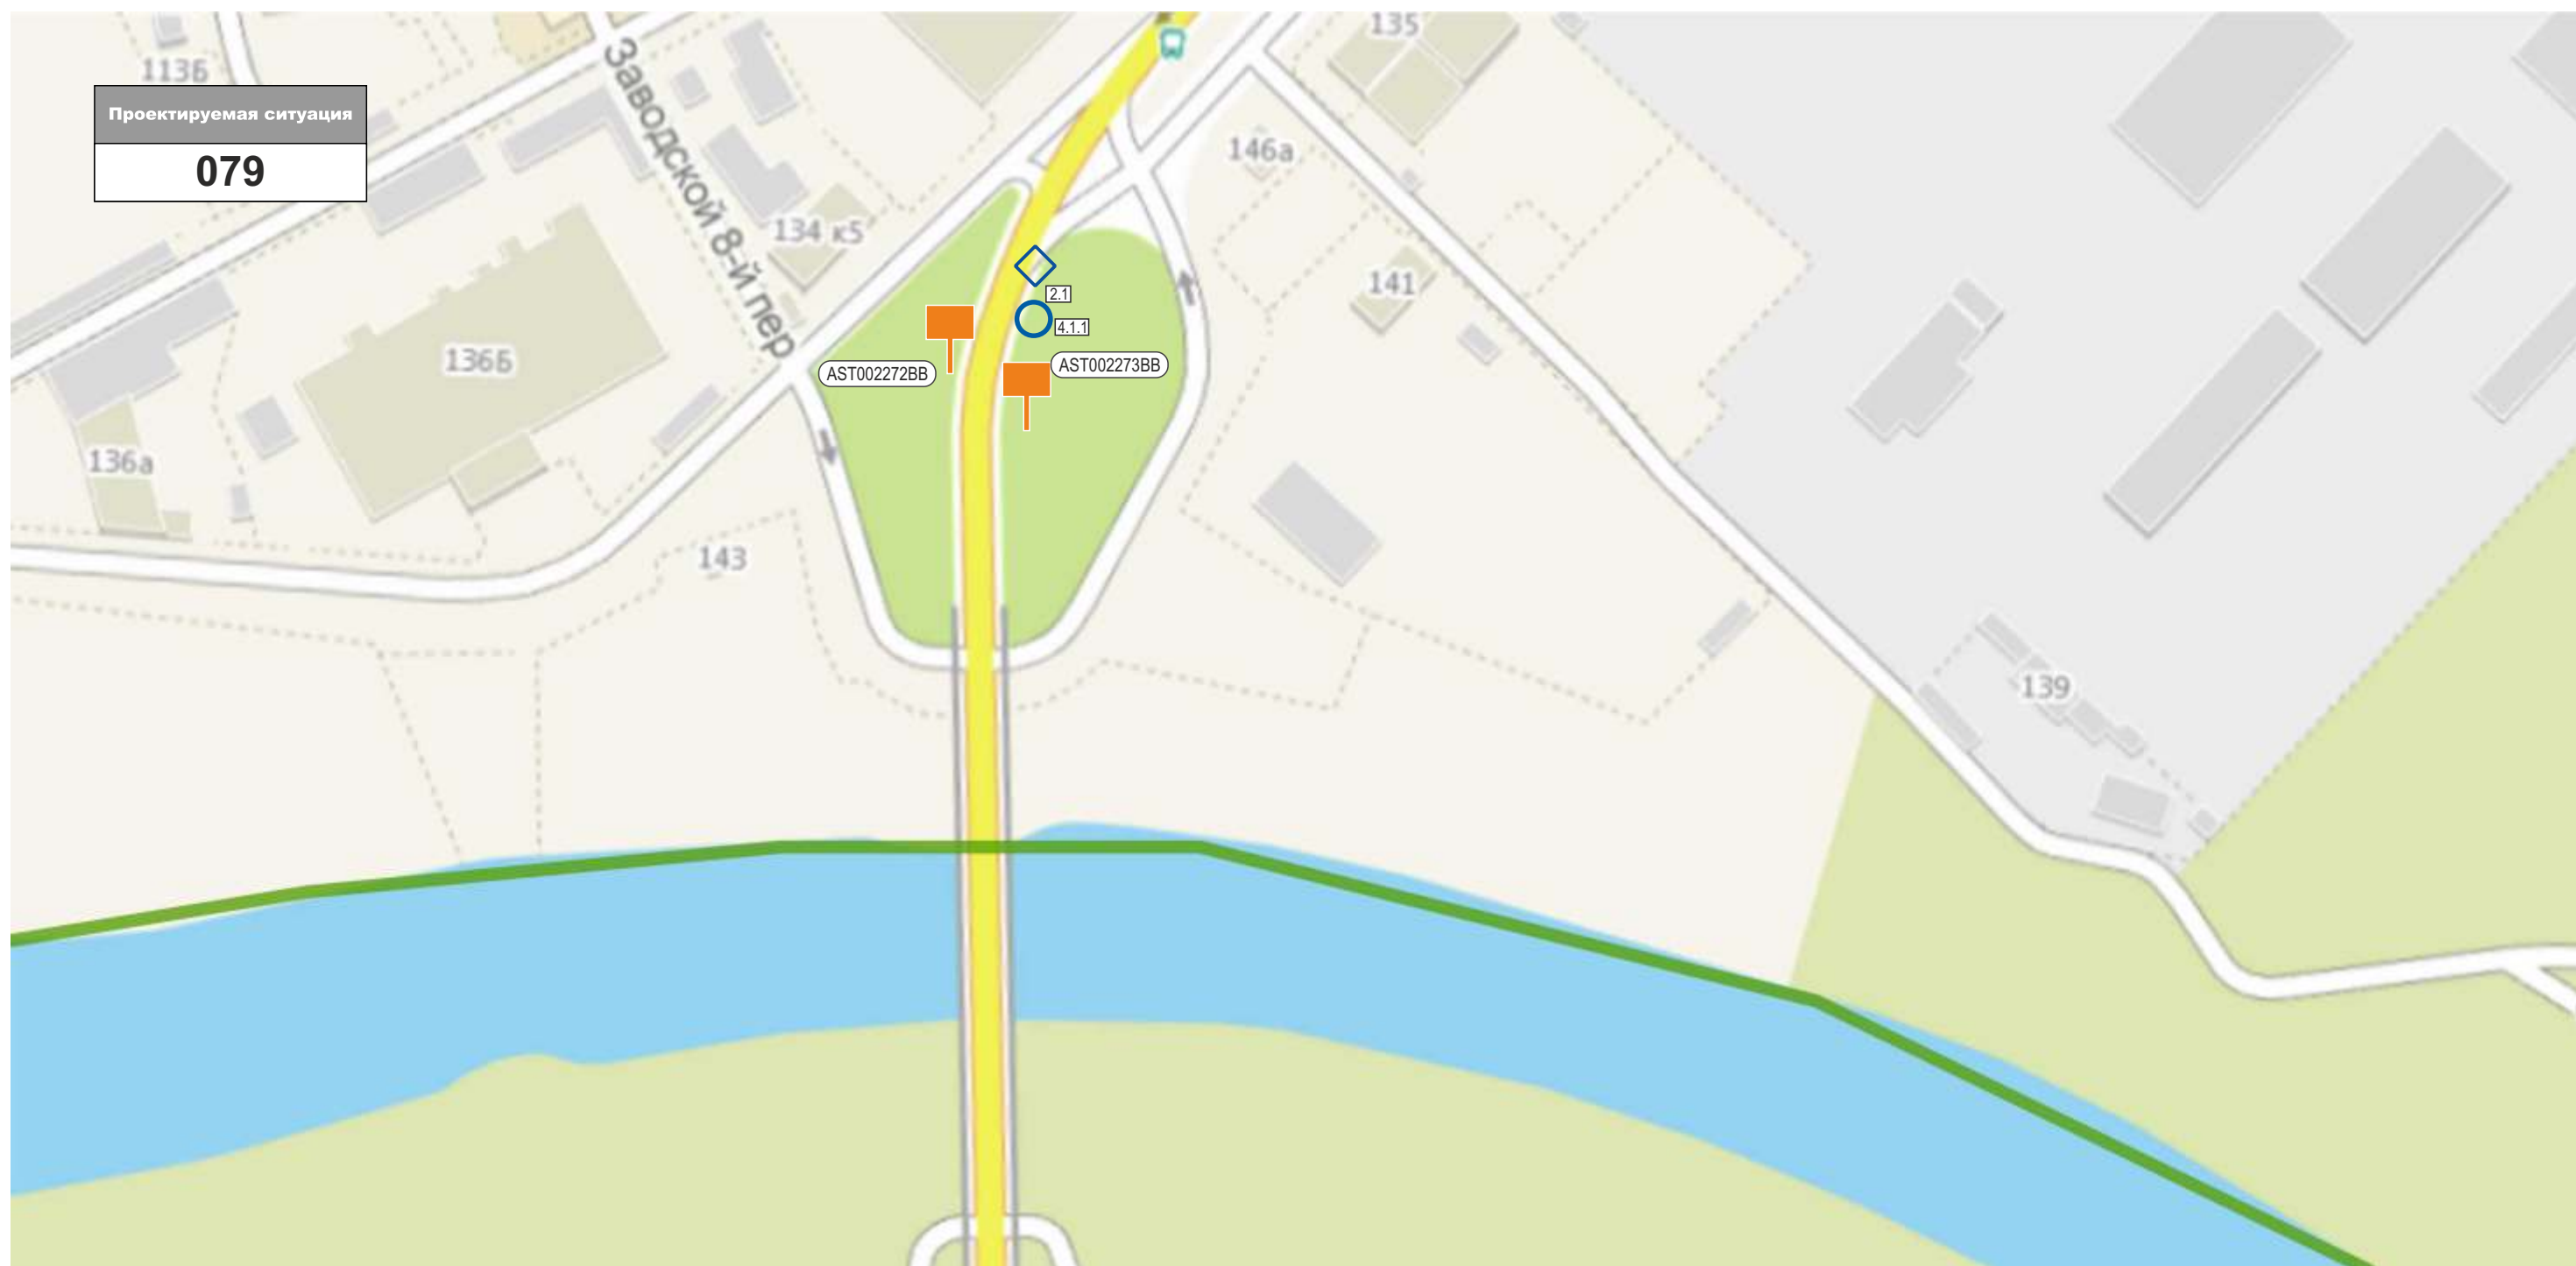 135
113Б
Проектируемая ситуация
079
Заводской 8-й пер
146а
134 к5
141
2.1
4.1.1
136Б
AST002272BB
AST002273BB
136а
143
139